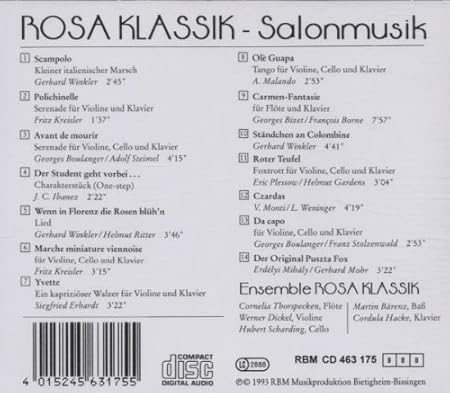 ROSA KLASSIK - Salonmusik
1 Scampolo
Kleiner italienischer Marsch
Gerhard Winkler 2'45"
2 Polichinelle
Serenade für Violine und Klavier
Fritz Kreisler 1'37
3 Avant de mourir
Serenade für Violine, Cello und Klavier
Georges Boulanger/Adolf Steimel 4'15"
4 Der Student geht vorbei...
Charakterstück (One-step)
J. C. Ibanez 2'22"
5 Wenn in Florenz die Rosen blüh'n
Lied
Gerhard Winkler/Helmut Ritter 3'46"
6 Marche miniature viennoise
für Violine, Cello und Klavier
Fritz Kreisler 3'15"
7 Yvette
Ein kapriziöser Walzer für Violine und Klavier
Siegfried Erhardt 3'22"
8 Olè Guapa
Tango für Violine, Cello und Klavier
A. Malando 2'53"
9 Carmen-Fantasie
für Flöte und Klavier
Georges Bizet/François Borne 7'57"
10 Ständchen an Colombine
Gerhard Winkler 4'41"
11 Roter Teufel
Foxtrott für Violine, Cello und Klavier
Eric Plessow/Helmut Gardens 3'04"
12 Czardas
V. Monti/L. Weninger 4'19"
13 Da capo
für Violine, Cello und Klavier
Georges Boulanger/Franz Stolzenwald 2'53
14 Der Original Puszta Fox
Erdélyi Mihály/Gerhard Mohr 3'22"
Ensemble ROSA KLASSIK
Cornelia Thorspecken, Flöte
Werner Dickel, Violine
Hubert Scharding, Cello
Martin Bärenz, Baß
Cordula Hacke, Klavier
4 015245 631755
COMPACT
disc
DIGITAL AUDIO
LC 2888
RBM CD 463 175 D D D
℗© 1993 RBM Musikproduktion Bietigheim-Bissingen